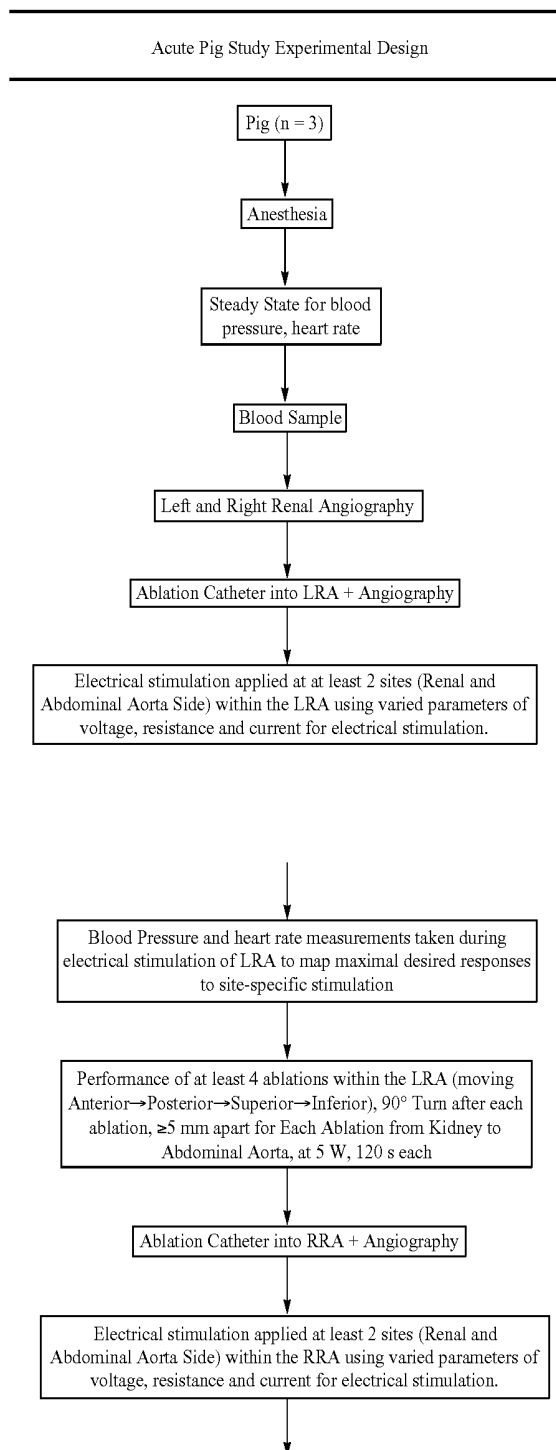 Acute Pig Study Experimental Design
Pig (n = 3)
Anesthesia
Steady State for blood
pressure, heart rate
Blood Sample
Left and Right Renal Angiography
Ablation Catheter into LRA + Angiography
Electrical stimulation applied at at least 2 sites (Renal and
Abdominal Aorta Side) within the LRA using varied parameters of
voltage, resistance and current for electrical stimulation.
Blood Pressure and heart rate measurements taken during
electrical stimulation of LRA to map maximal desired responses
to site-specific stimulation
Performance of at least 4 ablations within the LRA (moving
Anterior→Posterior→Superior→Inferior), 90° Turn after each
ablation, ≥5 mm apart for Each Ablation from Kidney to
Abdominal Aorta, at 5 W, 120 s each
Ablation Catheter into RRA + Angiography
Electrical stimulation applied at least 2 sites (Renal and
Abdominal Aorta Side) within the RRA using varied parameters of
voltage, resistance and current for electrical stimulation.